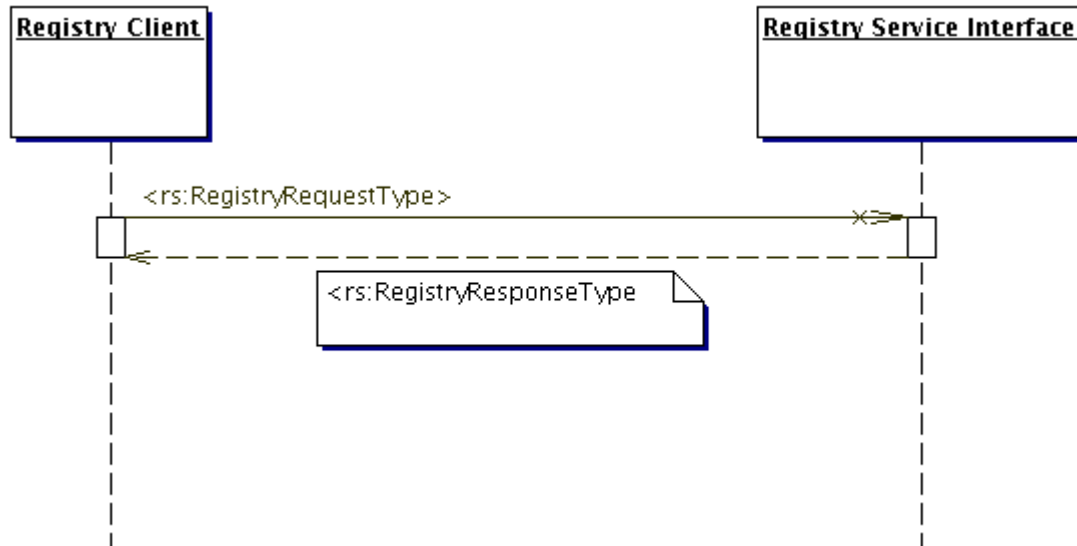 Registry Client
Registry Service Interface
<rs:RegistryRequestType>
<rs:RegistryResponseType